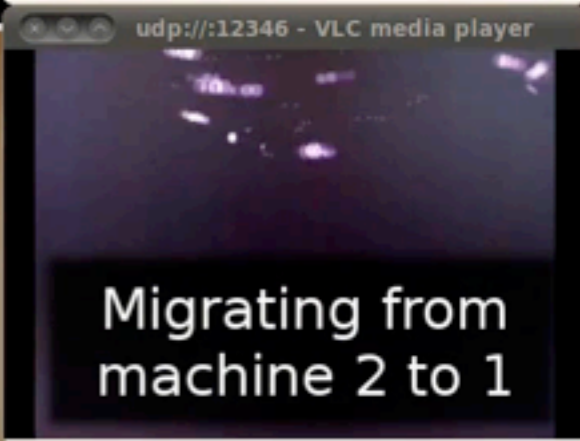 udp://:12346 - VLC media player
Migrating from
machine 2 to 1